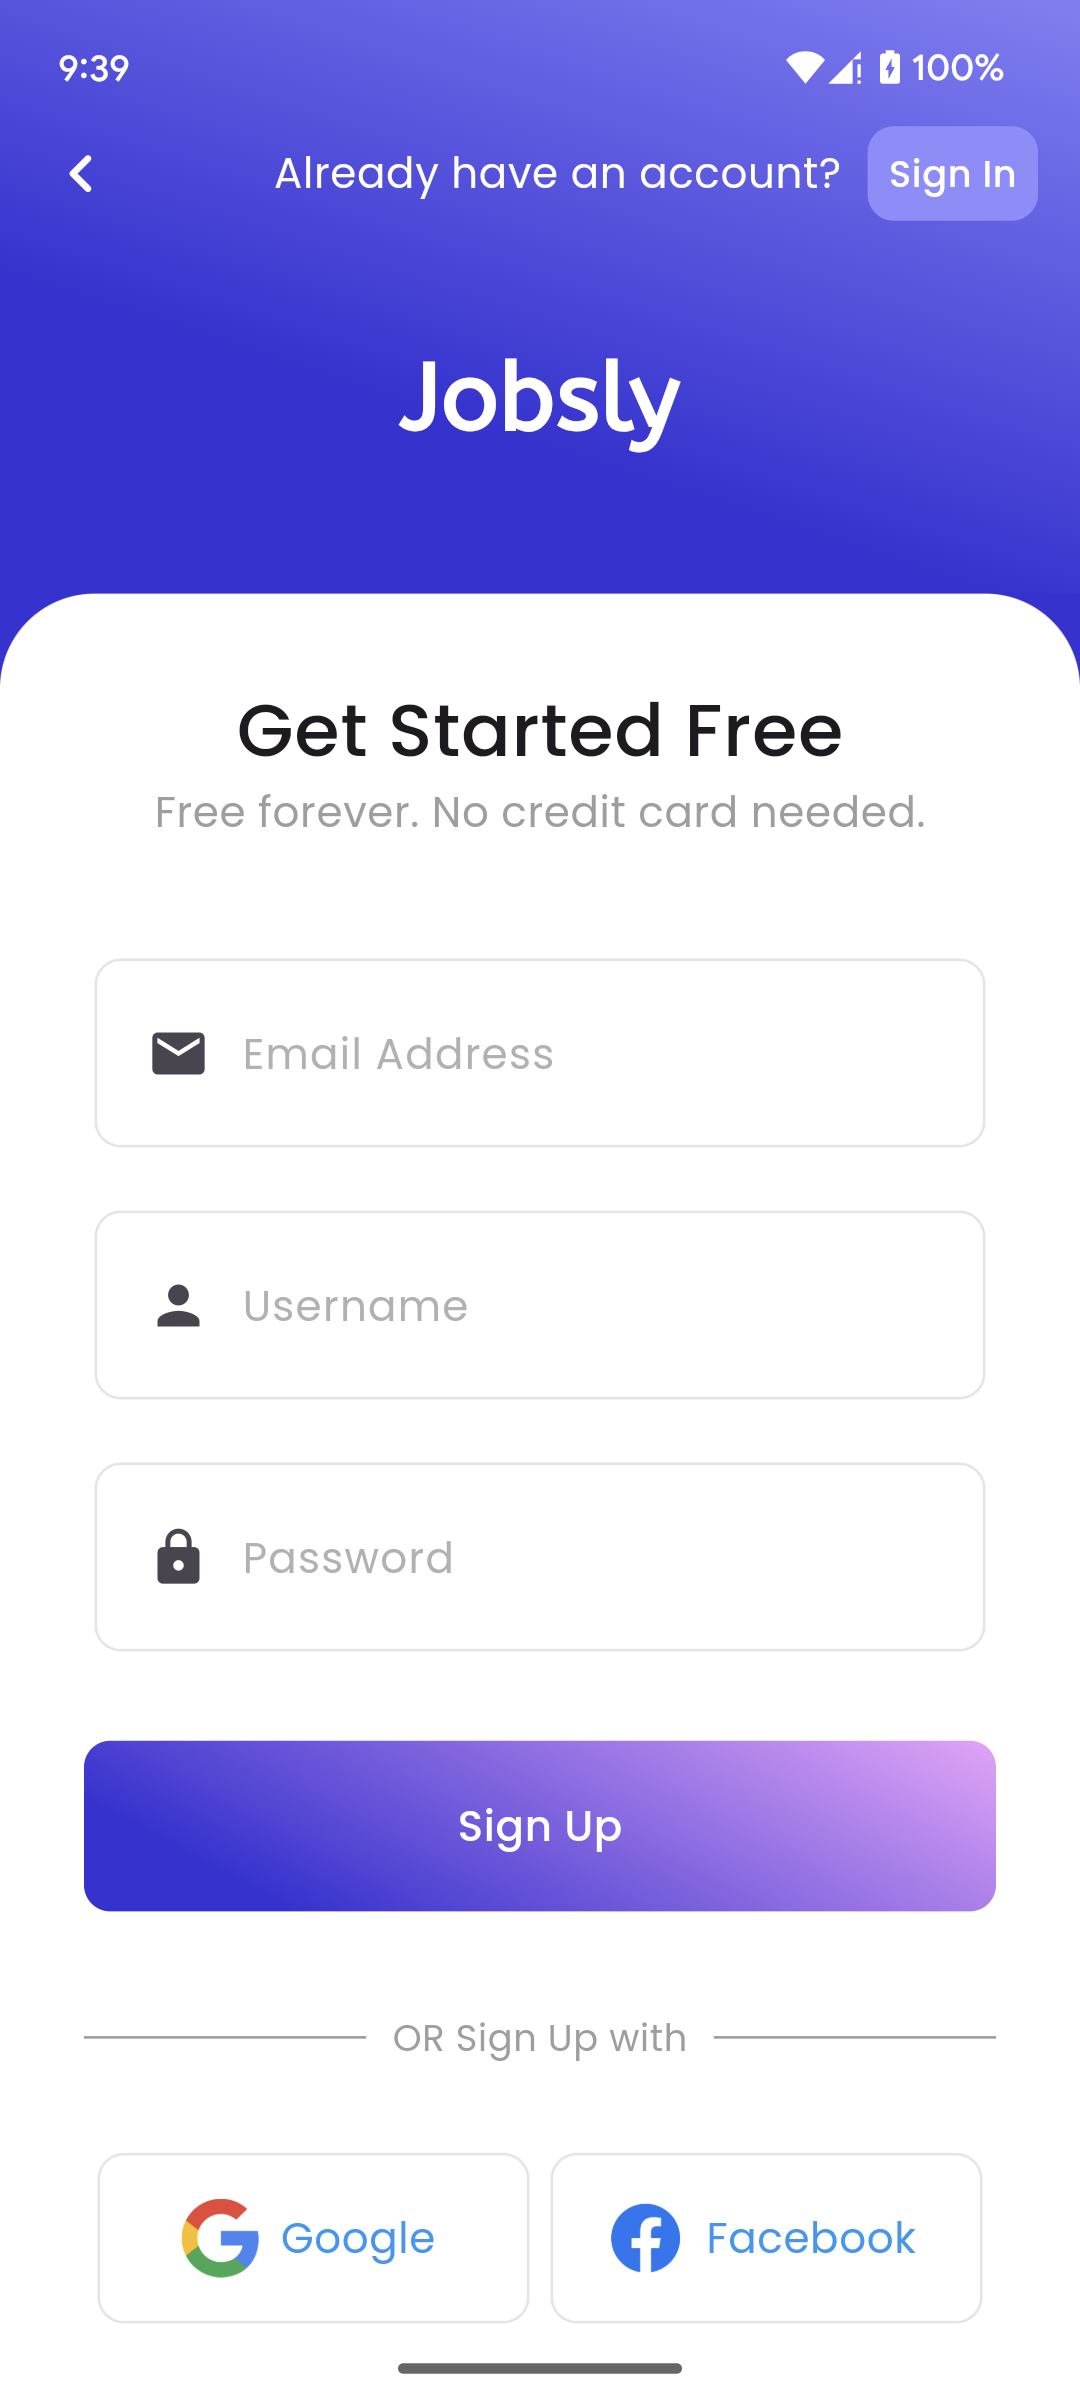 9:39
100%
Already have an account?
Sign In
Jobsly
Get Started Free
Free forever. No credit card needed.
Email Address
Username
Password
Sign Up
OR Sign Up with
Google
Facebook